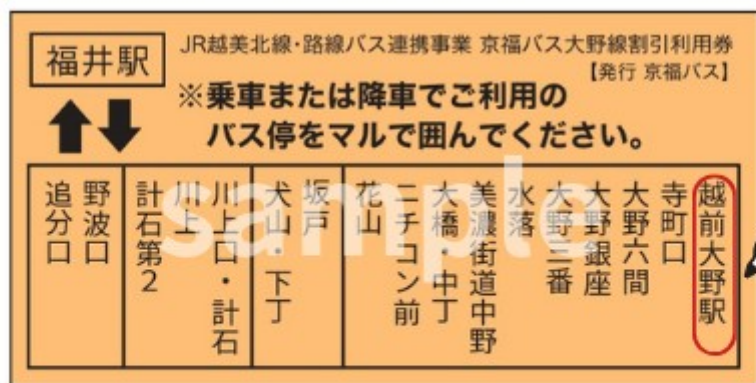 福井駅
JR越美北線・路線バス連携事業 京福バス大野線割引利用券
【発行 京福バス】
※乗車または降車でご利用の
バス停をマルで囲んでください。
越前大野駅
寺町口
大野六間
大野銀座
大野三番
水落
美濃街道中野
大橋・中丁
ニチコン前
花山
坂戸
犬山・下丁
川上口・計石
川上
計石第2
野波口
追分口
sample